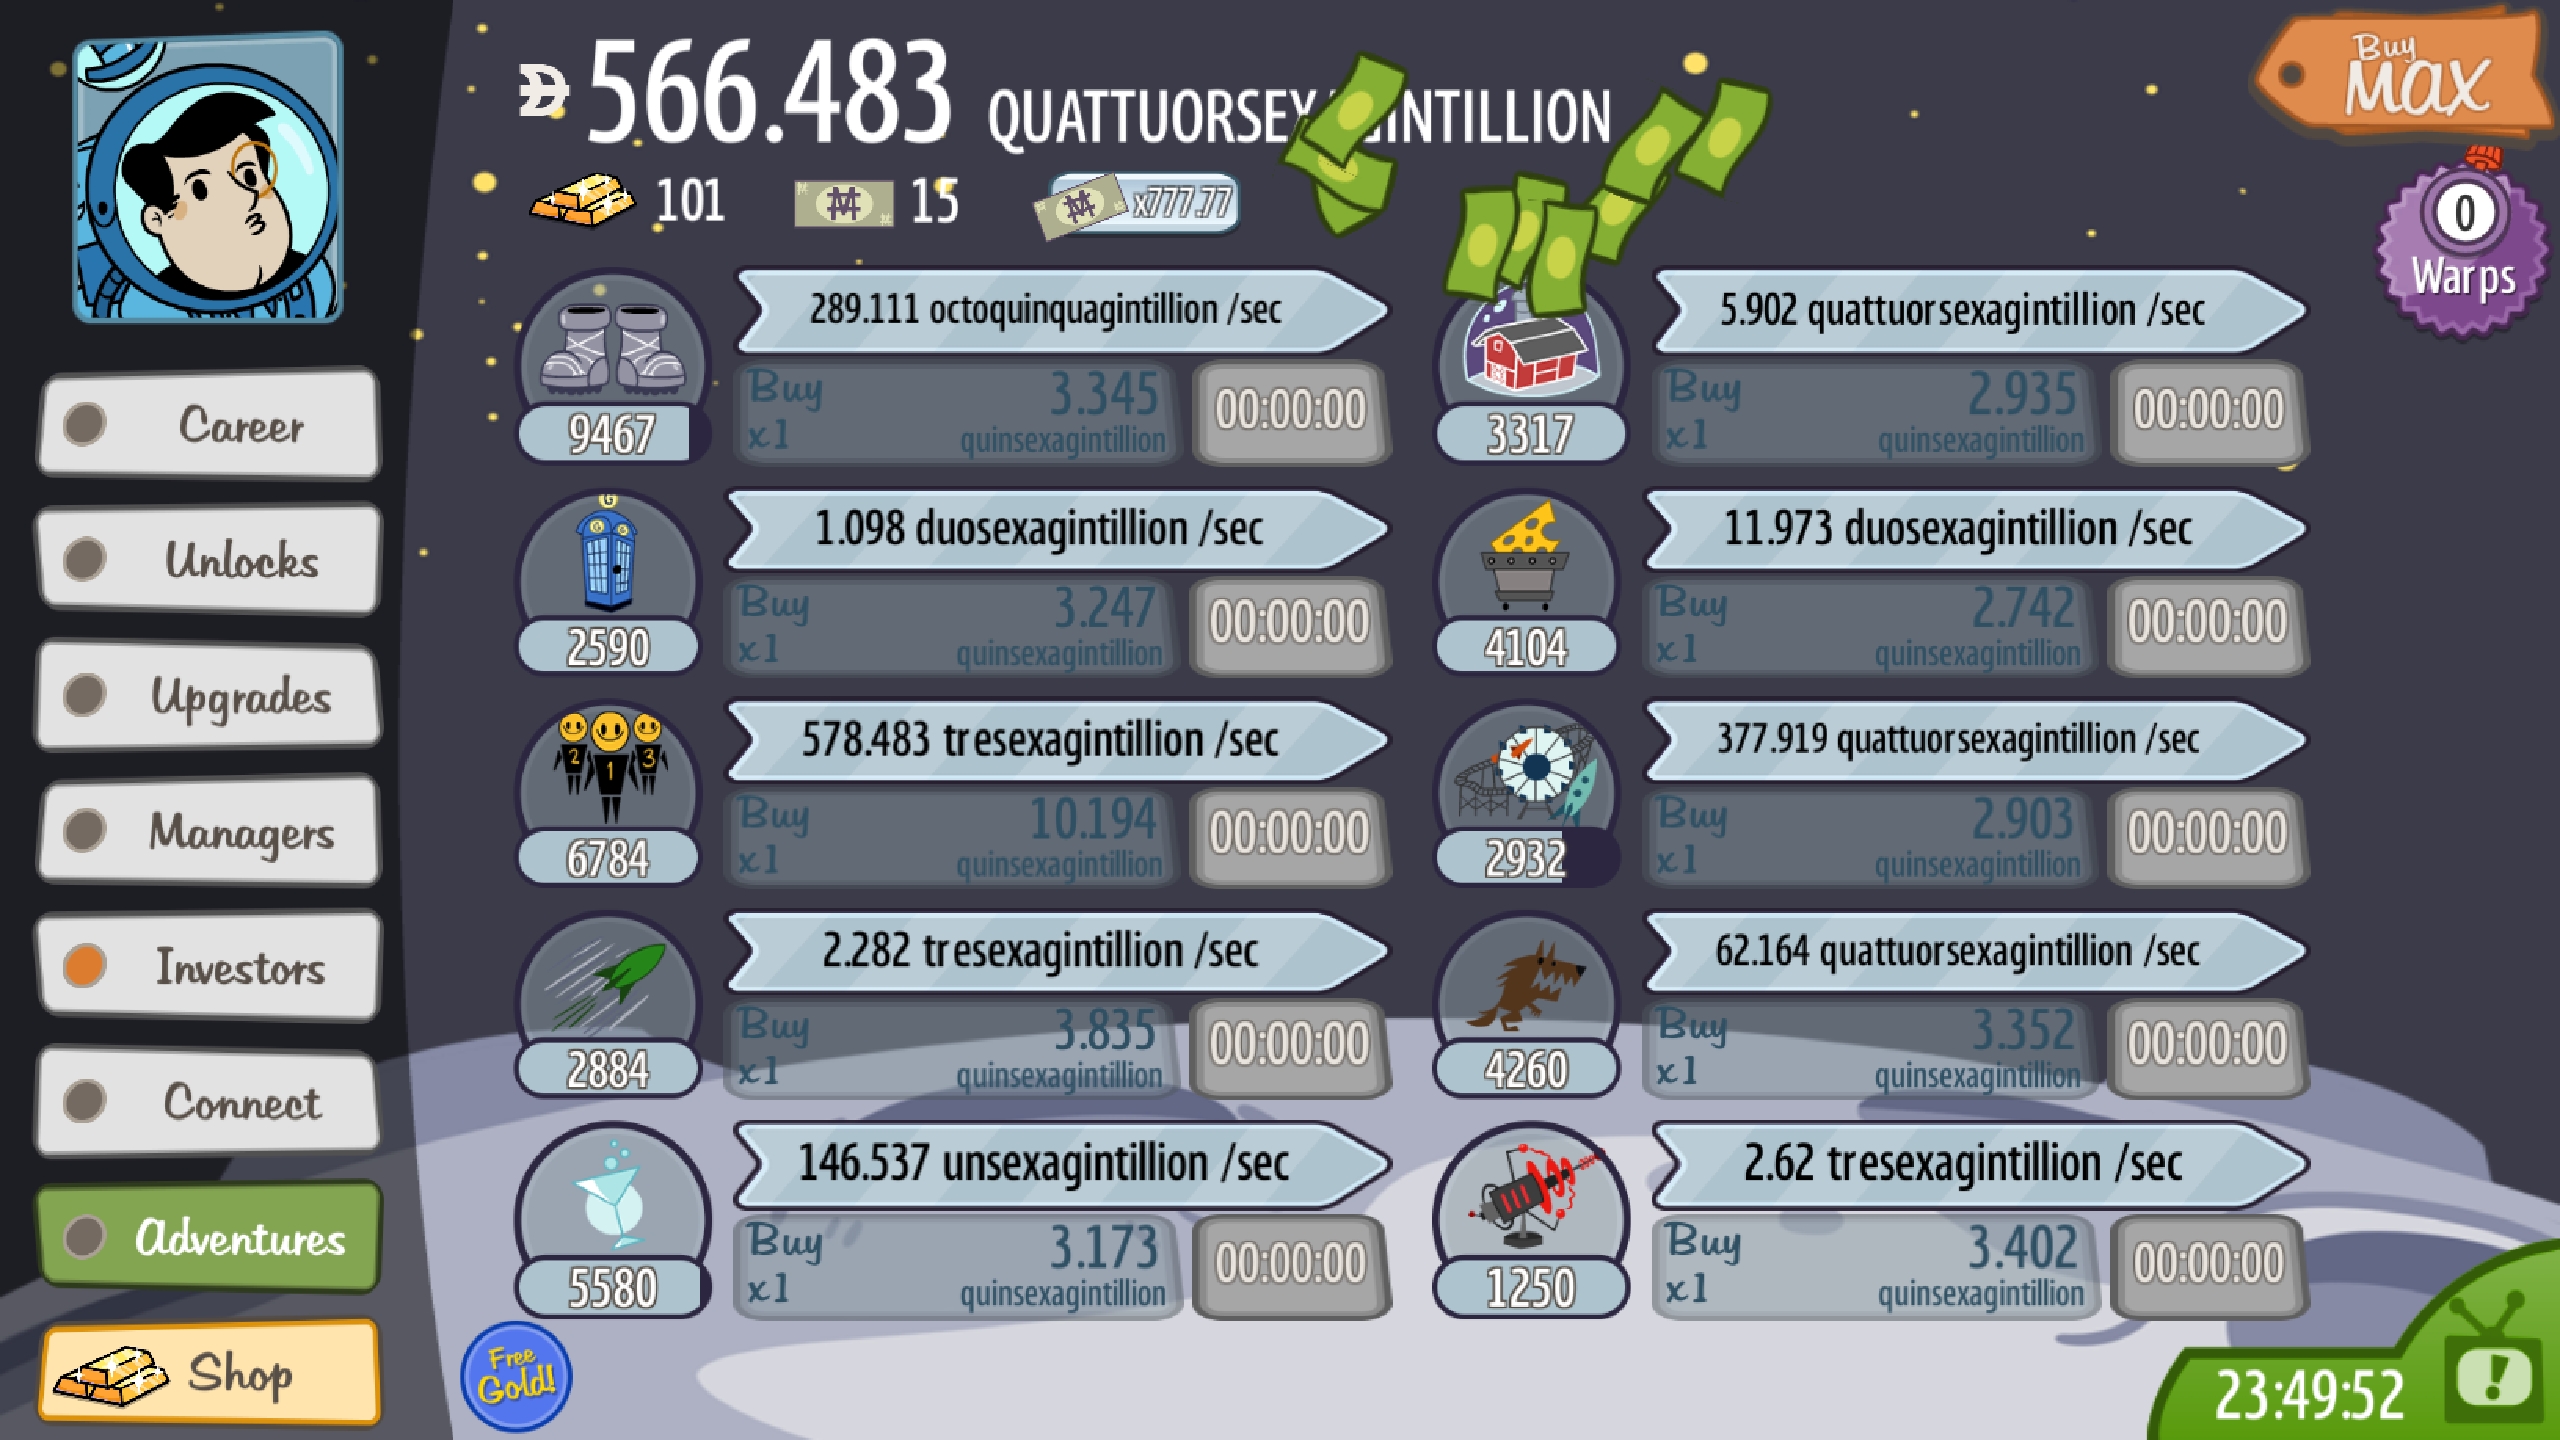 566.483 QUATTUORSEXAGINTILLION
Buy
MAX
101 15 x777.77
0
Warps
Career
Unlocks
Upgrades
Managers
Investors
Connect
Adventures
Shop
289.111 octoquinquagintillion /sec
Buy 3.345
x1 quinsexagintillion
00:00:00
9467
5.902 quattuorsexagintillion /sec
Buy 2.935
x1 quinsexagintillion
00:00:00
3317
1.098 duosexagintillion /sec
Buy 3.247
x1 quinsexagintillion
00:00:00
2590
11.973 duosexagintillion /sec
Buy 2.742
x1 quinsexagintillion
00:00:00
4104
2 1 3
578.483 tresexagintillion /sec
Buy 10.194
x1 quinsexagintillion
00:00:00
6784
377.919 quattuorsexagintillion /sec
Buy 2.903
x1 quinsexagintillion
00:00:00
2932
2.282 tresexagintillion /sec
Buy 3.835
x1 quinsexagintillion
00:00:00
2884
62.164 quattuorsexagintillion /sec
Buy 3.352
x1 quinsexagintillion
00:00:00
4260
146.537 unsexagintillion /sec
Buy 3.173
x1 quinsexagintillion
00:00:00
5580
2.62 tresexagintillion /sec
Buy 3.402
x1 quinsexagintillion
00:00:00
1250
Free
Gold!
23:49:52
!